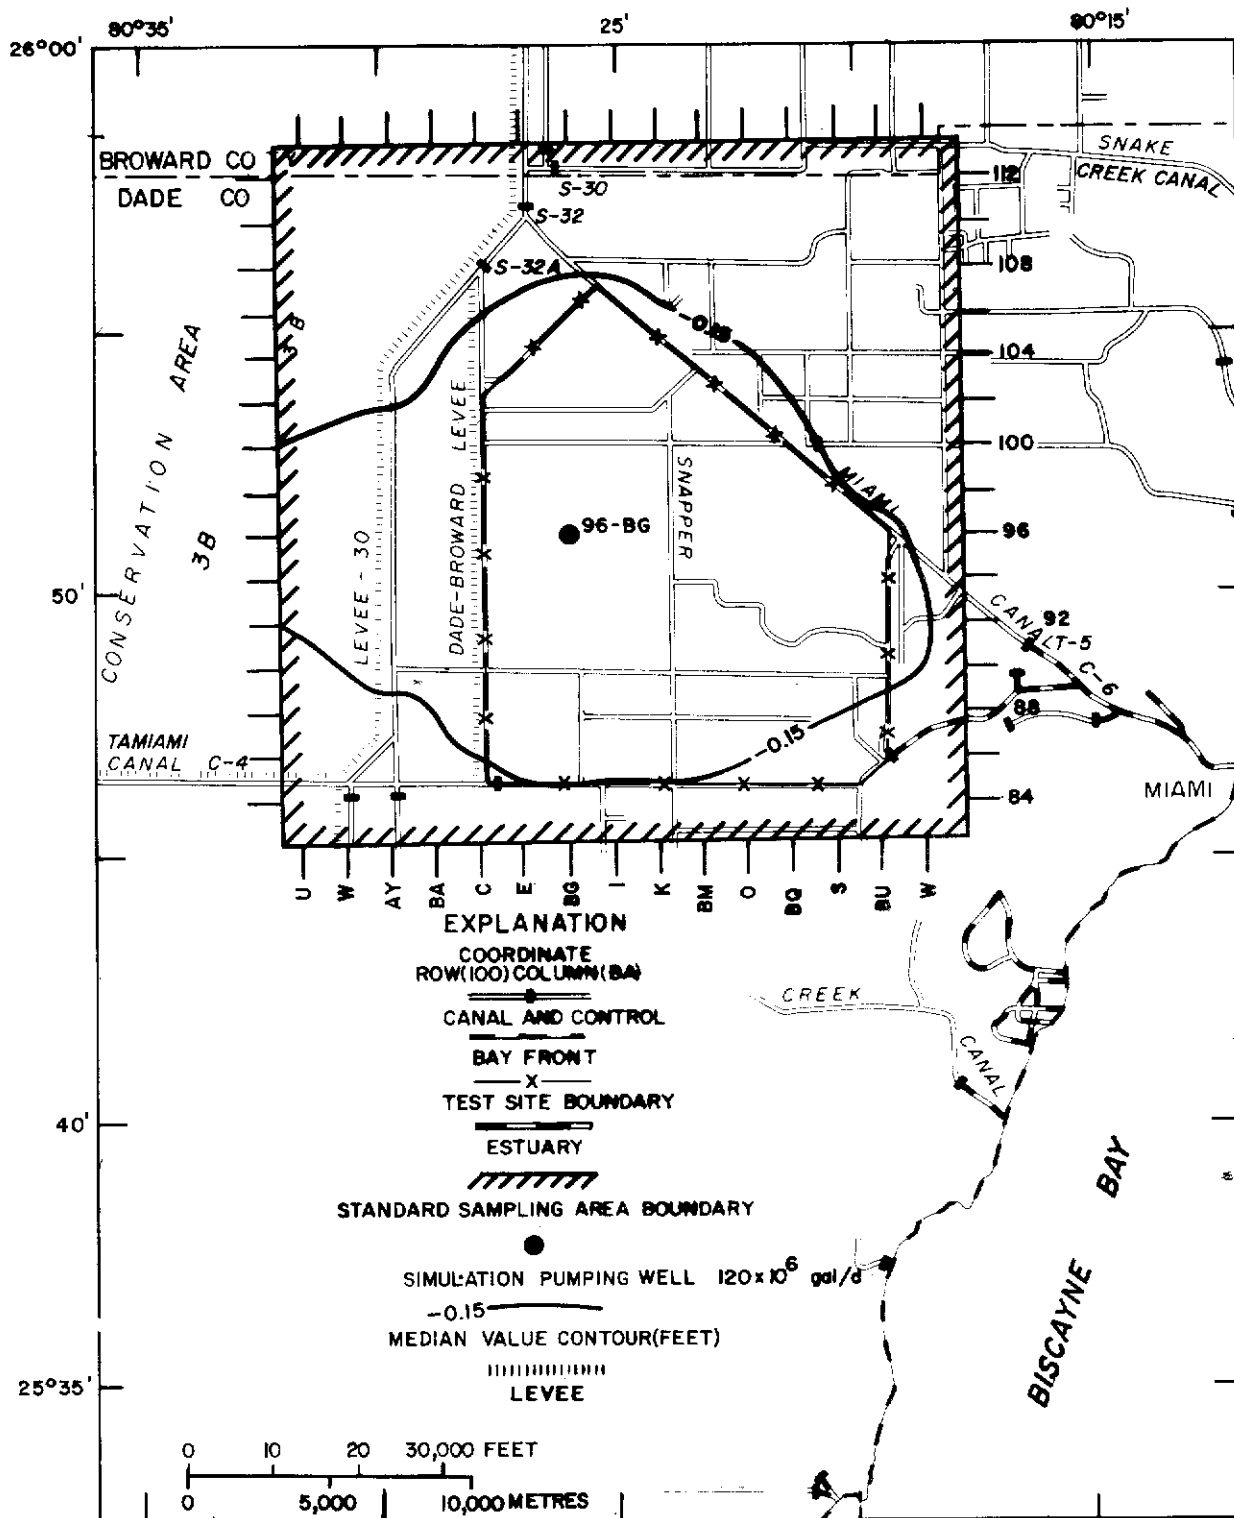 80°35' 25' 80°15'
26°00'
BROWARD CO
DADE CO
SNAKE
CREEK CANAL
112
S-30
S-32
S-32A
108
CONSERVATION AREA
3B
B
-0.15
104
100
LEVEE-30
DADE-BROWARD LEVEE
SNAPPER
MIAMI
96-BG
96
50'
CANAL
92
T-5
C-6
88
-0.15
TAMIAMI
CANAL C-4
84
MIAMI
U W AY BA C E BG I K BM O BQ S BU W
EXPLANATION
COORDINATE
ROW(100)COLUMN(BA)
CANAL AND CONTROL
BAY FRONT
X
TEST SITE BOUNDARY
ESTUARY
STANDARD SAMPLING AREA BOUNDARY
SIMULATION PUMPING WELL 120x10⁶ gal/d
-0.15
MEDIAN VALUE CONTOUR(FEET)
LEVEE
CREEK
CANAL
40'
BISCAYNE BAY
25°35'
0 10 20 30,000 FEET
0 5,000 10,000 METRES